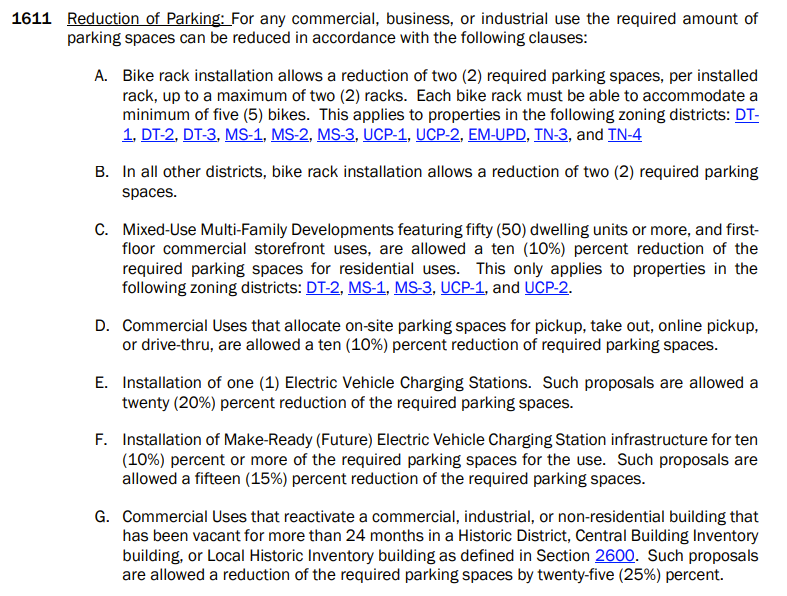 1611 Reduction of Parking: For any commercial, business, or industrial use the required amount of
parking spaces can be reduced in accordance with the following clauses:
A. Bike rack installation allows a reduction of two (2) required parking spaces, per installed
rack, up to a maximum of two (2) racks. Each bike rack must be able to accommodate a
minimum of five (5) bikes. This applies to properties in the following zoning districts: DT-
1, DT-2, DT-3, MS-1, MS-2, MS-3, UCP-1, UCP-2, EM-UPD, TN-3, and TN-4
B. In all other districts, bike rack installation allows a reduction of two (2) required parking
spaces.
C. Mixed-Use Multi-Family Developments featuring fifty (50) dwelling units or more, and first-
floor commercial storefront uses, are allowed a ten (10%) percent reduction of the
required parking spaces for residential uses. This only applies to properties in the
following zoning districts: DT-2, MS-1, MS-3, UCP-1, and UCP-2.
D. Commercial Uses that allocate on-site parking spaces for pickup, take out, online pickup,
or drive-thru, are allowed a ten (10%) percent reduction of required parking spaces.
E. Installation of one (1) Electric Vehicle Charging Stations. Such proposals are allowed a
twenty (20%) percent reduction of the required parking spaces.
F. Installation of Make-Ready (Future) Electric Vehicle Charging Station infrastructure for ten
(10%) percent or more of the required parking spaces for the use. Such proposals are
allowed a fifteen (15%) percent reduction of the required parking spaces.
G. Commercial Uses that reactivate a commercial, industrial, or non-residential building that
has been vacant for more than 24 months in a Historic District, Central Building Inventory
building, or Local Historic Inventory building as defined in Section 2600. Such proposals
are allowed a reduction of the required parking spaces by twenty-five (25%) percent.